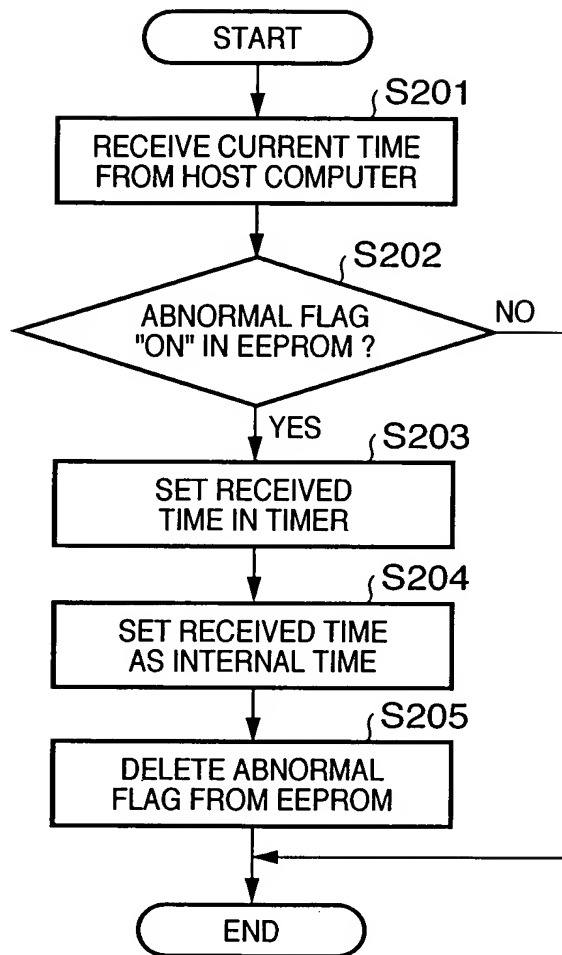 START
S201
RECEIVE CURRENT TIME
FROM HOST COMPUTER
S202
ABNORMAL FLAG
"ON" IN EEPROM ?
NO
YES
S203
SET RECEIVED
TIME IN TIMER
S204
SET RECEIVED TIME
AS INTERNAL TIME
S205
DELETE ABNORMAL
FLAG FROM EEPROM
END